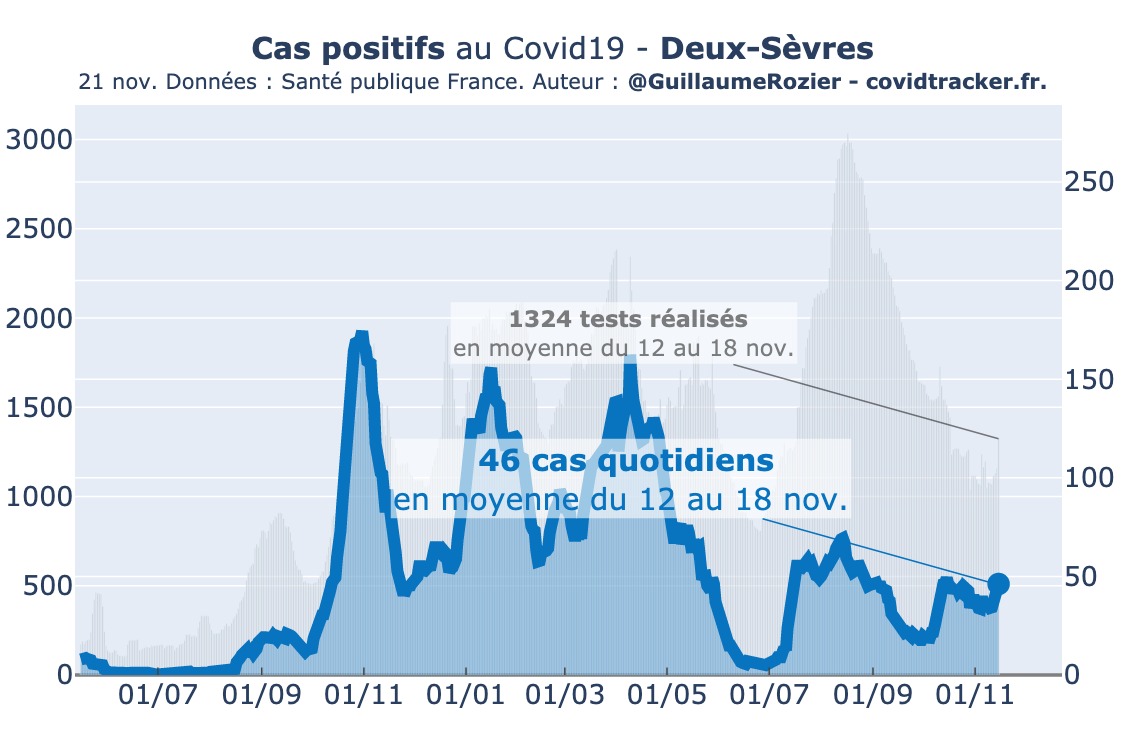 Cas positifs au Covid19 - Deux-Sèvres
21 nov. Données : Santé publique France. Auteur : @GuillaumeRozier - covidtracker.fr.
3000
2500
2000
1500
1000
500
0
250
200
150
100
50
0
1324 tests réalisés
en moyenne du 12 au 18 nov.
46 cas quotidiens
en moyenne du 12 au 18 nov.
01/07 01/09 01/11 01/01 01/03 01/05 01/07 01/09 01/11